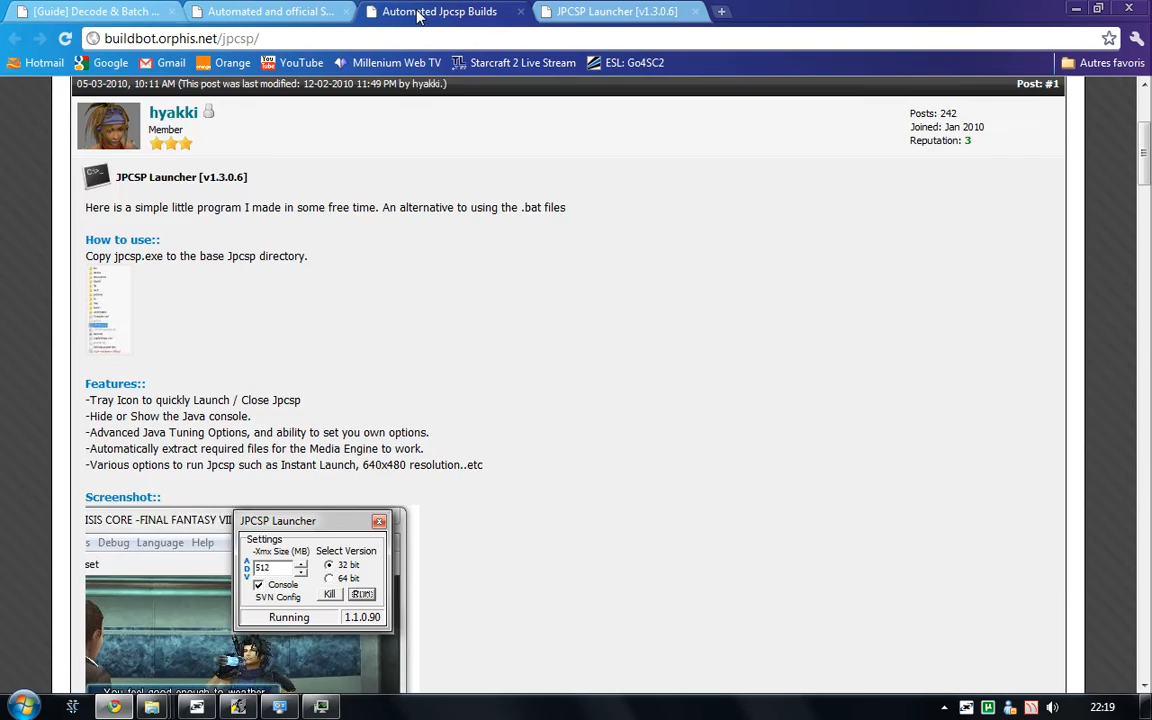 [Guide] Decode & Batch ...
Automated and official S...
Automated Jpcsp Builds
JPCSP Launcher [v1.3.0.6]
buildbot.orphis.net/jpcsp/
Hotmail
Google
Gmail
Orange
YouTube
Millenium Web TV
Starcraft 2 Live Stream
ESL: Go4SC2
Autres favoris
05-03-2010, 10:11 AM (This post was last modified: 12-02-2010 11:49 PM by hyakki.)
Post: #1
hyakki
Member
Posts: 242
Joined: Jan 2010
Reputation: 3
C:\>_
JPCSP Launcher [v1.3.0.6]
Here is a simple little program I made in some free time. An alternative to using the .bat files
How to use::
Copy jpcsp.exe to the base Jpcsp directory.
Features::
-Tray Icon to quickly Launch / Close Jpcsp
-Hide or Show the Java console.
-Advanced Java Tuning Options, and ability to set you own options.
-Automatically extract required files for the Media Engine to work.
-Various options to run Jpcsp such as Instant Launch, 640x480 resolution..etc
Screenshot::
ISIS CORE -FINAL FANTASY VII
JPCSP Launcher
s Debug Language Help
set
Settings
-Xmx Size (MB)
Select Version
A D V
512
32 bit
64 bit
Console
SVN Config
Kill
Run
Running
1.1.0.90
You feel good enough to weather
22:19